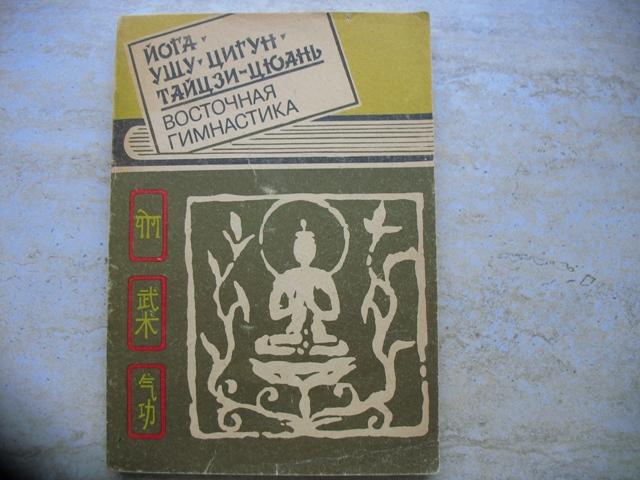 ЙОГА·
УШУ·ЦИГУН·
ТАЙЦЗИ-ЦЮАНЬ
ВОСТОЧНАЯ
ГИМНАСТИКА
योग
武
术
气
功